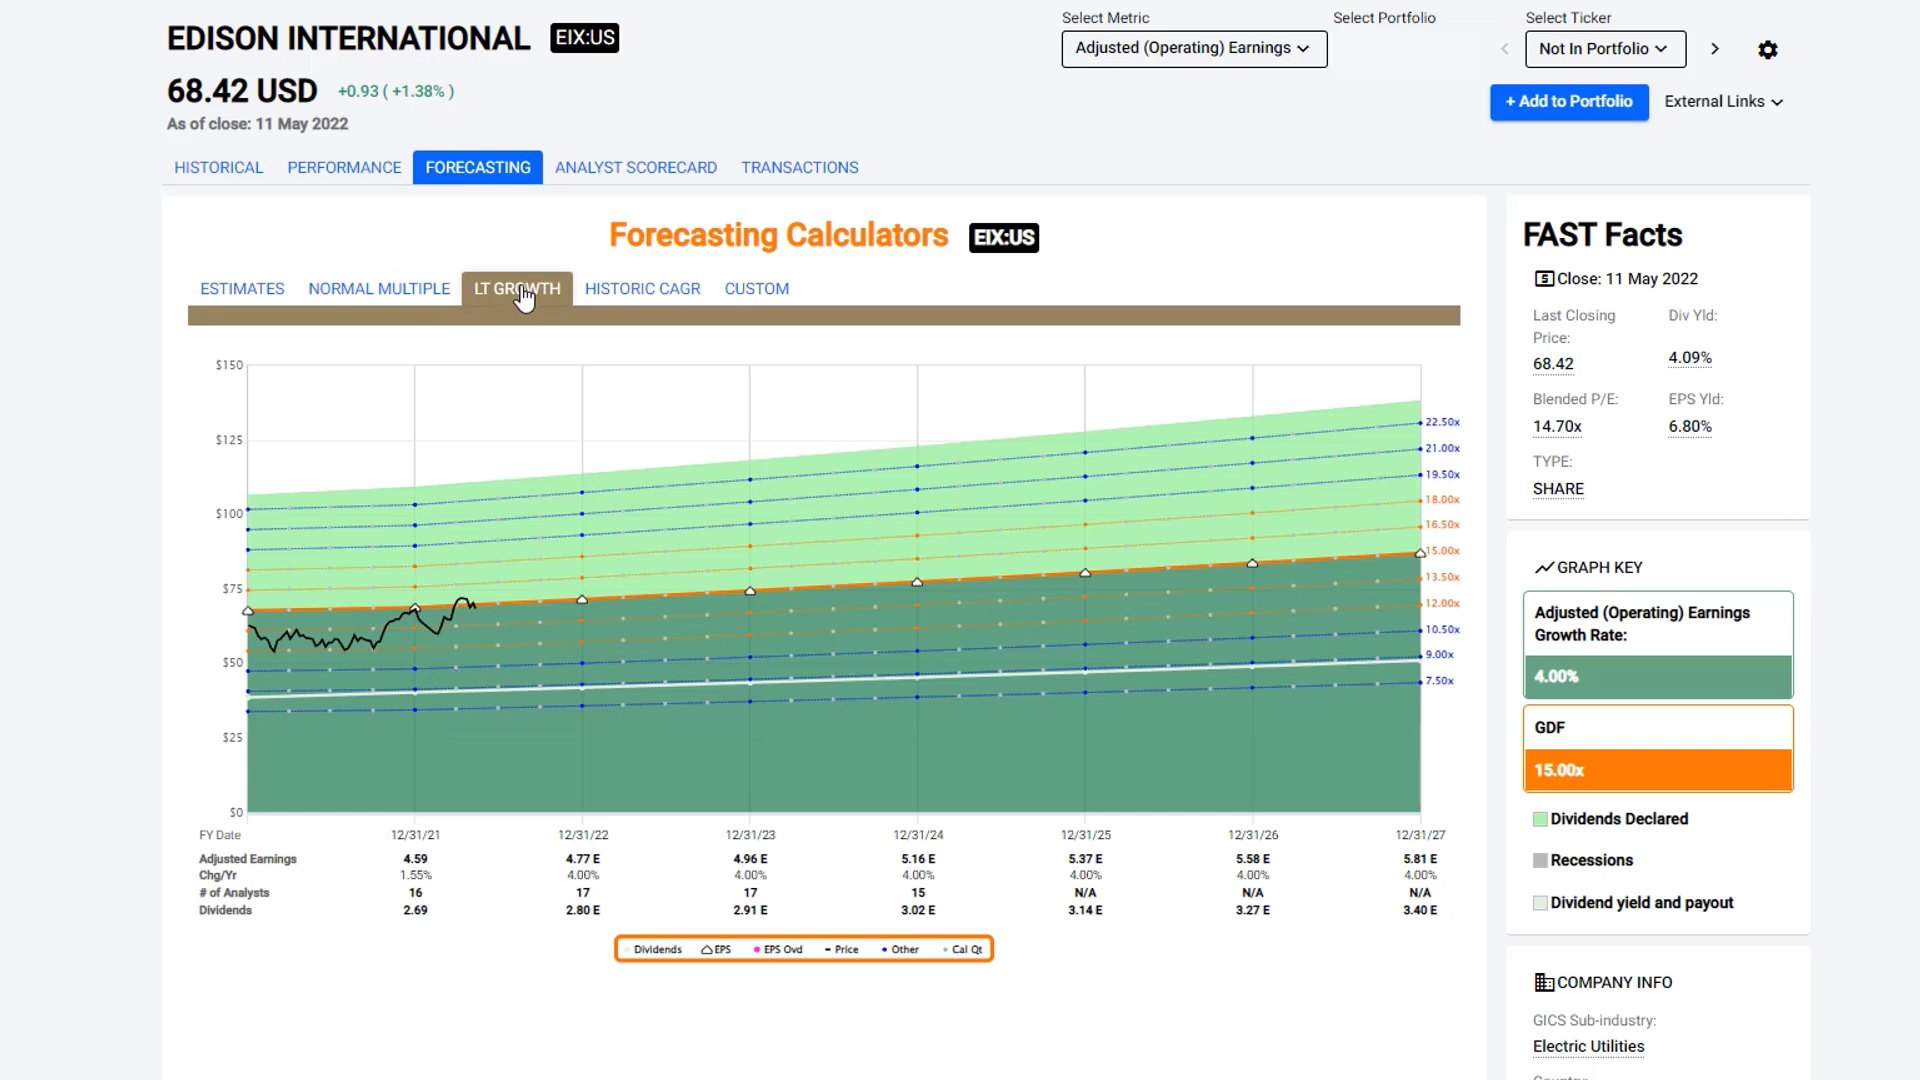 EDISON INTERNATIONAL EIX:US
68.42 USD +0.93 ( +1.38% )
As of close: 11 May 2022
Select Metric
Adjusted (Operating) Earnings
Select Portfolio
Select Ticker
Not In Portfolio
+ Add to Portfolio External Links
HISTORICAL PERFORMANCE FORECASTING ANALYST SCORECARD TRANSACTIONS
Forecasting Calculators EIX:US
ESTIMATES NORMAL MULTIPLE LT GROWTH HISTORIC CAGR CUSTOM
$150
$125
$100
$75
$50
$25
$0
22.50x
21.00x
19.50x
18.00x
16.50x
15.00x
13.50x
12.00x
10.50x
9.00x
7.50x
FY Date 12/31/21 12/31/22 12/31/23 12/31/24 12/31/25 12/31/26 12/31/27
Adjusted Earnings 4.59 4.77 E 4.96 E 5.16 E 5.37 E 5.58 E 5.81 E
Chg/Yr 1.55% 4.00% 4.00% 4.00% 4.00% 4.00% 4.00%
# of Analysts 16 17 17 15 N/A N/A N/A
Dividends 2.69 2.80 E 2.91 E 3.02 E 3.14 E 3.27 E 3.40 E
Dividends EPS EPS Ovd Price Other Cal Qt
FAST Facts
Close: 11 May 2022
Last Closing Price:
68.42
Div Yld:
4.09%
Blended P/E:
14.70x
EPS Yld:
6.80%
TYPE:
SHARE
GRAPH KEY
Adjusted (Operating) Earnings
Growth Rate:
4.00%
GDF
15.00x
Dividends Declared
Recessions
Dividend yield and payout
COMPANY INFO
GICS Sub-industry:
Electric Utilities